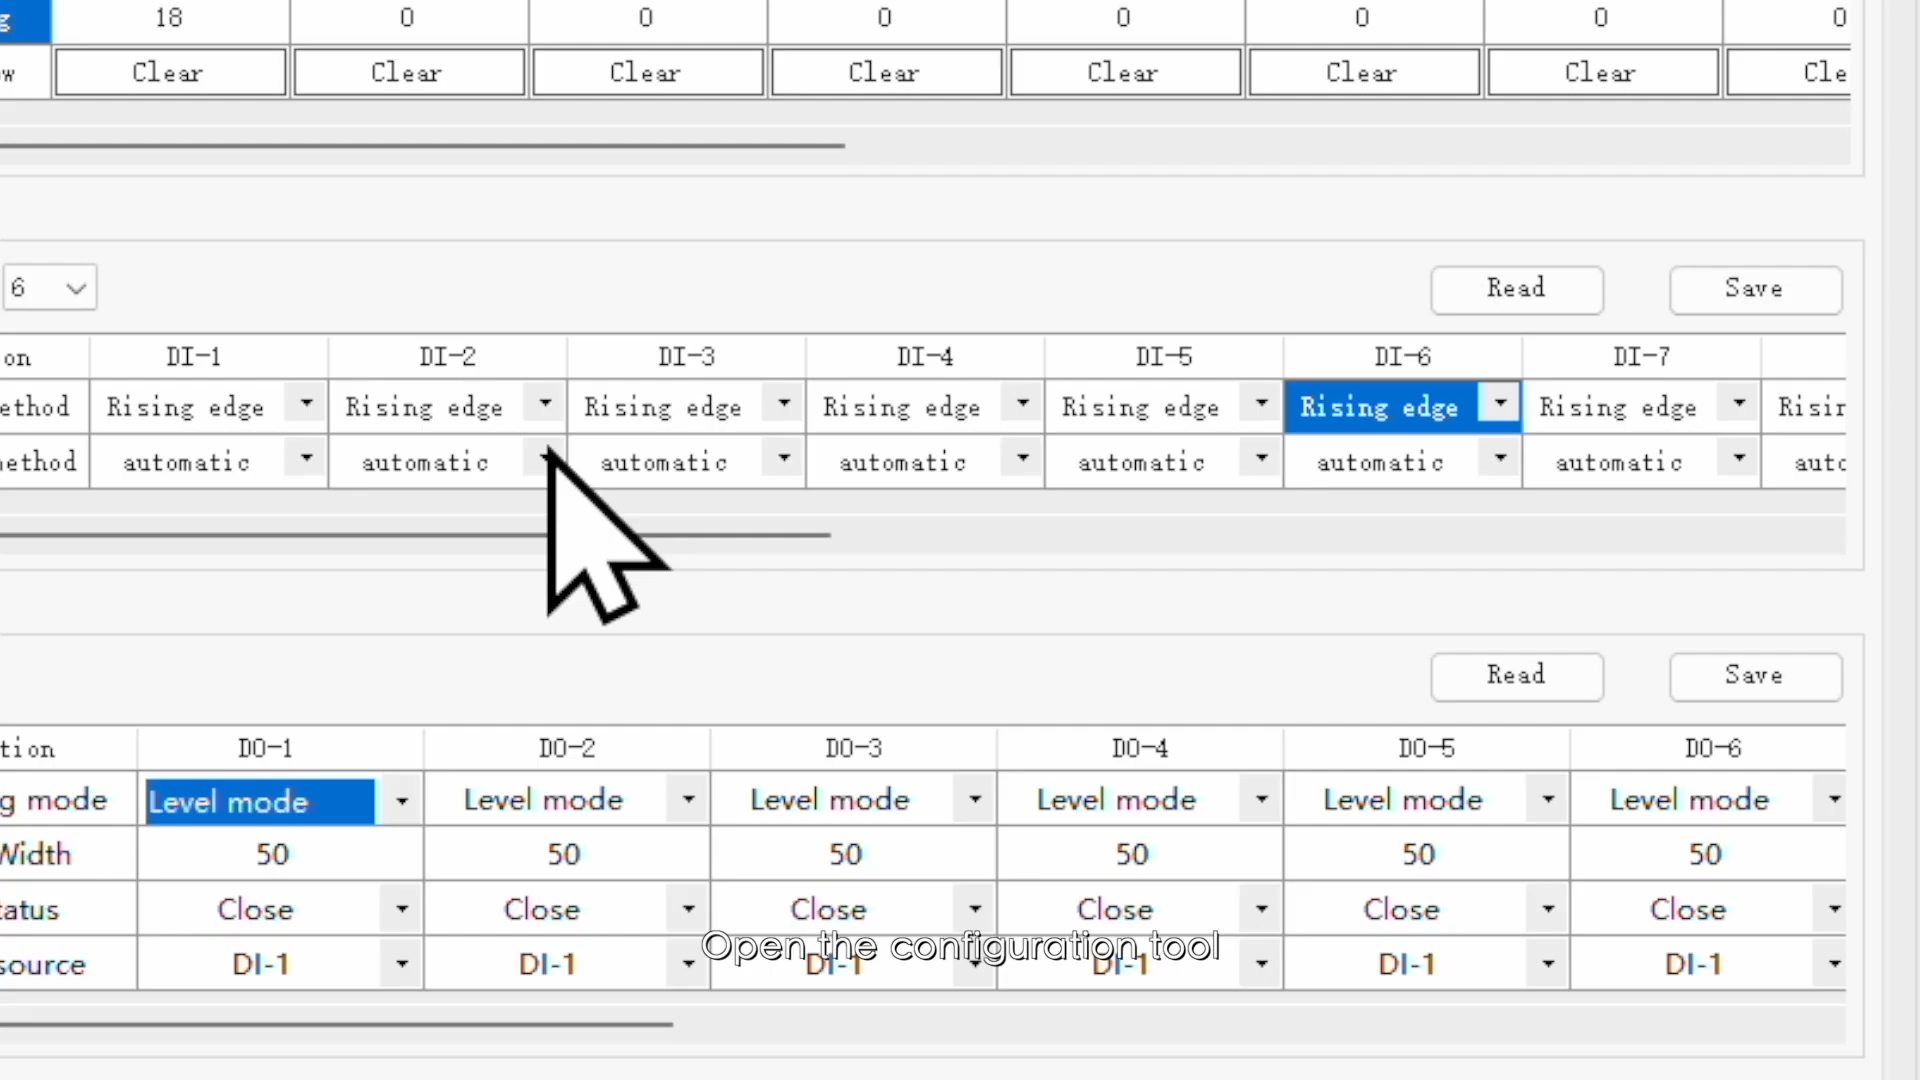 18 0 0 0 0 0 0 0
Clear Clear Clear Clear Clear Clear Clear Cle
6 Read Save
on DI-1 DI-2 DI-3 DI-4 DI-5 DI-6 DI-7
ethod Rising edge Rising edge Rising edge Rising edge Rising edge Rising edge Rising edge Risin
ethod automatic automatic automatic automatic automatic automatic automatic auto
Read Save
tion DO-1 DO-2 DO-3 DO-4 DO-5 DO-6
g mode Level mode Level mode Level mode Level mode Level mode Level mode
Width 50 50 50 50 50 50
tatus Close Close Close Close Close Close
Open the configuration tool
source DI-1 DI-1 DI-1 DI-1 DI-1 DI-1